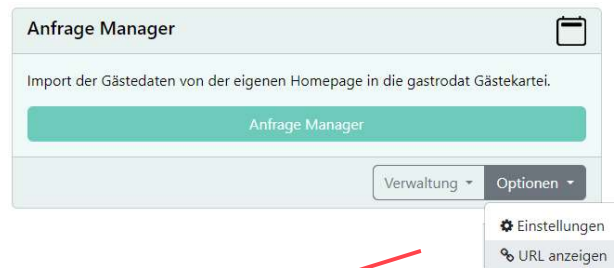 Anfrage Manager
Import der Gästedaten von der eigenen Homepage in die gastrodat Gästekartei.
Anfrage Manager
Verwaltung Optionen
Einstellungen
URL anzeigen